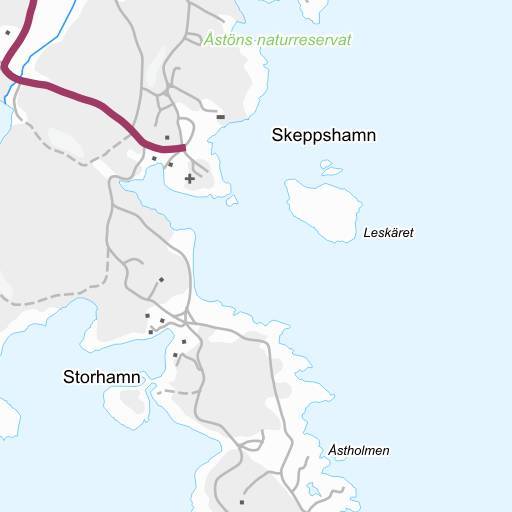 Åstöns naturreservat
Skeppshamn
Leskäret
Storhamn
Åstholmen